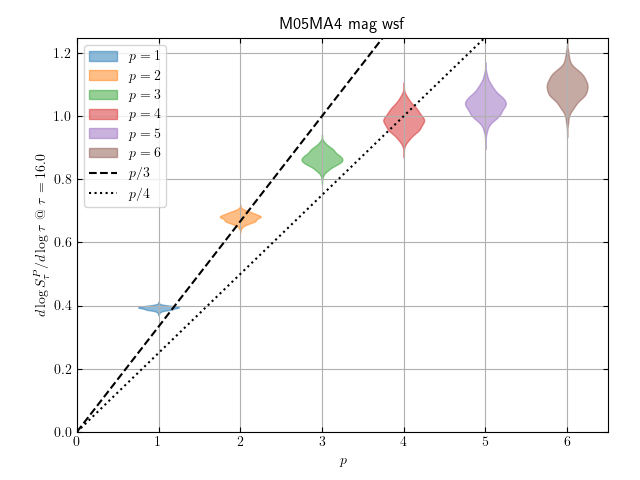 M05MA4 mag wsf
p = 1
p = 2
p = 3
p = 4
p = 5
p = 6
p/3
p/4
d log S_τ^P / d log τ @ τ = 16.0
1.2
1.0
0.8
0.6
0.4
0.2
0.0
0 1 2 3 4 5 6
p